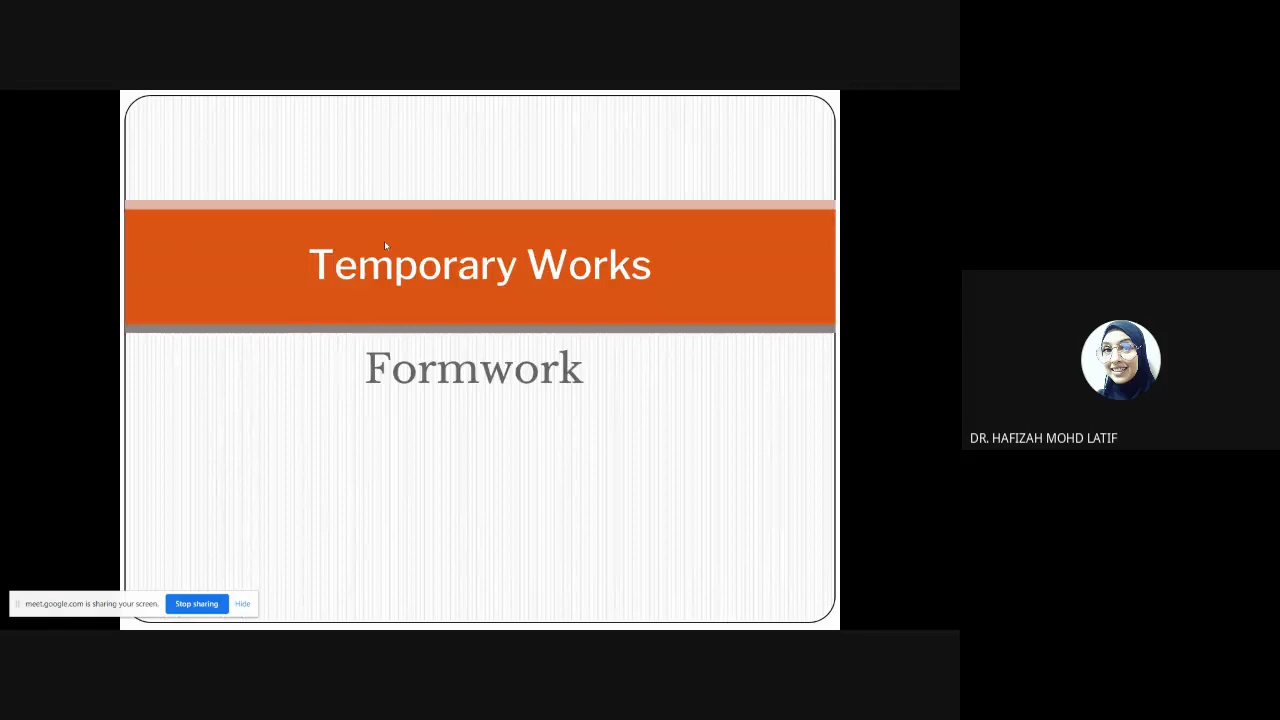 Temporary Works
Formwork
DR. HAFIZAH MOHD LATIF
meet.google.com is sharing your screen. Stop sharing Hide